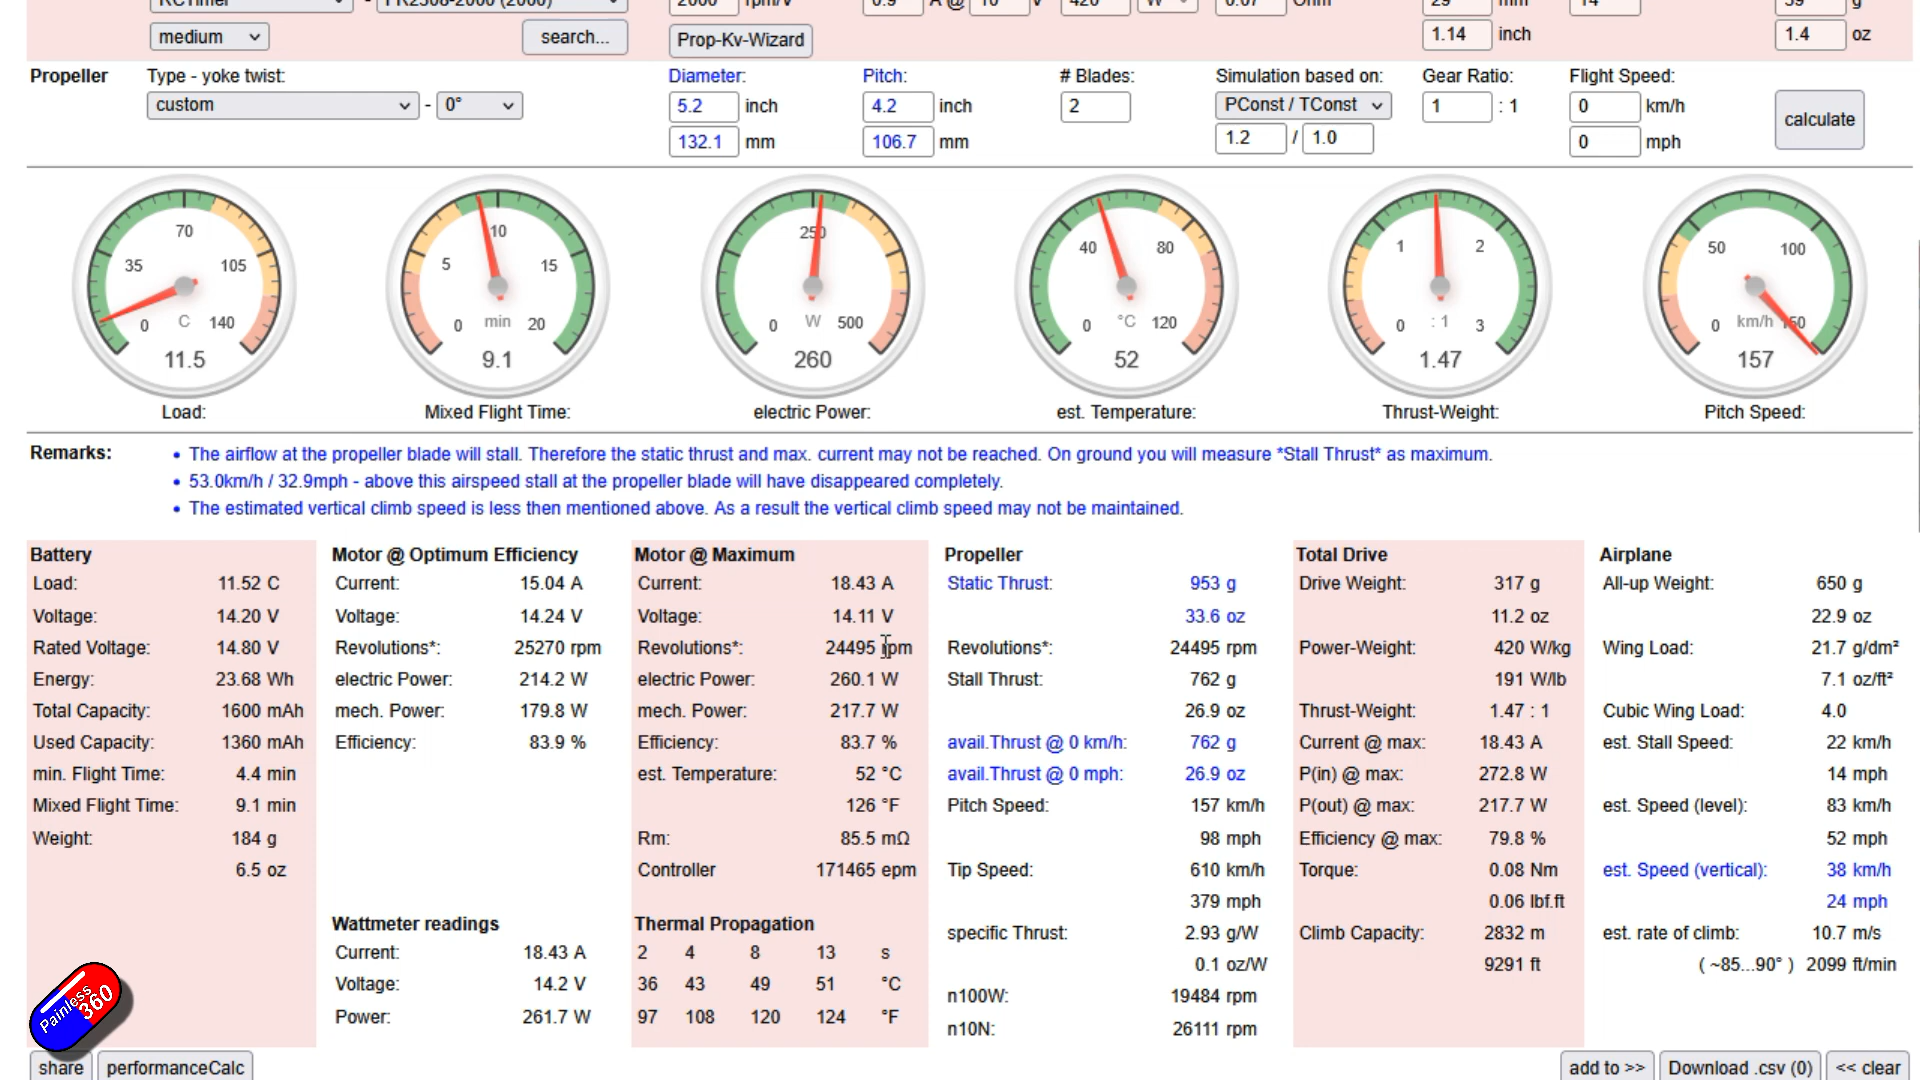 RCTimer - FR2308-2000 (2000) 2000 rpm/V 0.9 A @ 10 V 420 W 0.07 Ohm 29 mm 14 39 g
medium search... Prop-Kv-Wizard 1.14 inch 1.4 oz
Propeller Type - yoke twist: Diameter: Pitch: # Blades: Simulation based on: Gear Ratio: Flight Speed:
custom - 0° 5.2 inch 4.2 inch 2 PConst / TConst 1 : 1 0 km/h calculate
132.1 mm 106.7 mm 1.2 / 1.0 0 mph
0 35 70 105 140 C 11.5 Load:
0 5 10 15 20 min 9.1 Mixed Flight Time:
0 250 500 W 260 electric Power:
0 40 80 120 °C 52 est. Temperature:
0 1 2 3 : 1 1.47 Thrust-Weight:
0 50 100 150 km/h 157 Pitch Speed:
Remarks: • The airflow at the propeller blade will stall. Therefore the static thrust and max. current may not be reached. On ground you will measure *Stall Thrust* as maximum.
• 53.0km/h / 32.9mph - above this airspeed stall at the propeller blade will have disappeared completely.
• The estimated vertical climb speed is less then mentioned above. As a result the vertical climb speed may not be maintained.
Battery
Load: 11.52 C
Voltage: 14.20 V
Rated Voltage: 14.80 V
Energy: 23.68 Wh
Total Capacity: 1600 mAh
Used Capacity: 1360 mAh
min. Flight Time: 4.4 min
Mixed Flight Time: 9.1 min
Weight: 184 g
6.5 oz
Motor @ Optimum Efficiency
Current: 15.04 A
Voltage: 14.24 V
Revolutions*: 25270 rpm
electric Power: 214.2 W
mech. Power: 179.8 W
Efficiency: 83.9 %
Wattmeter readings
Current: 18.43 A
Voltage: 14.2 V
Power: 261.7 W
Motor @ Maximum
Current: 18.43 A
Voltage: 14.11 V
Revolutions*: 24495 rpm
electric Power: 260.1 W
mech. Power: 217.7 W
Efficiency: 83.7 %
est. Temperature: 52 °C
126 °F
Rm: 85.5 mΩ
Controller 171465 epm
Thermal Propagation
2 4 8 13 s
36 43 49 51 °C
97 108 120 124 °F
Propeller
Static Thrust: 953 g
33.6 oz
Revolutions*: 24495 rpm
Stall Thrust: 762 g
26.9 oz
avail.Thrust @ 0 km/h: 762 g
avail.Thrust @ 0 mph: 26.9 oz
Pitch Speed: 157 km/h
98 mph
Tip Speed: 610 km/h
379 mph
specific Thrust: 2.93 g/W
0.1 oz/W
n100W: 19484 rpm
n10N: 26111 rpm
Total Drive
Drive Weight: 317 g
11.2 oz
Power-Weight: 420 W/kg
191 W/lb
Thrust-Weight: 1.47 : 1
Current @ max: 18.43 A
P(in) @ max: 272.8 W
P(out) @ max: 217.7 W
Efficiency @ max: 79.8 %
Torque: 0.08 Nm
0.06 lbf.ft
Climb Capacity: 2832 m
9291 ft
Airplane
All-up Weight: 650 g
22.9 oz
Wing Load: 21.7 g/dm²
7.1 oz/ft²
Cubic Wing Load: 4.0
est. Stall Speed: 22 km/h
14 mph
est. Speed (level): 83 km/h
52 mph
est. Speed (vertical): 38 km/h
24 mph
est. rate of climb: 10.7 m/s
( ~85...90° ) 2099 ft/min
Painless360
share performanceCalc add to >> Download .csv (0) << clear